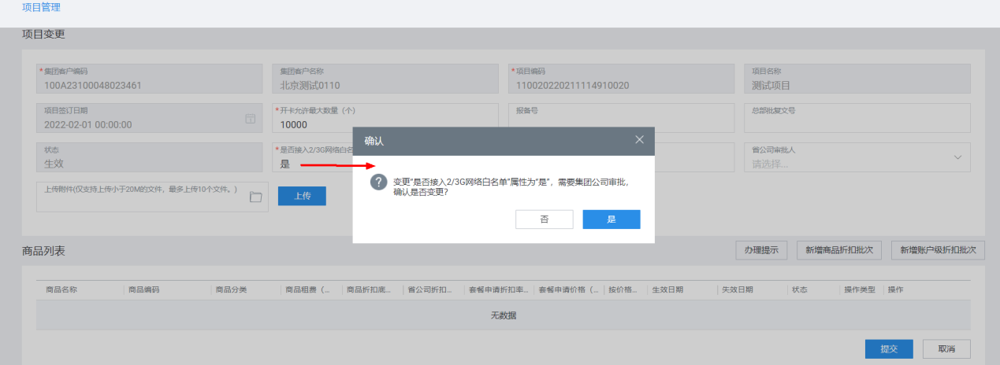 项目管理
项目变更
*集团客户编码
100A23100048023461
集团客户名称
北京测试0110
*项目编码
110020220211114910020
项目名称
测试项目
项目签订日期
2022-02-01 00:00:00
*开卡允许最大数量（个）
10000
报备号
总部批复文号
状态
生效
*是否接入2/3G网络白名
是
省公司审批人
请选择...
上传附件(仅支持上传小于20M的文件，最多上传10个文件。)
上传
确认
变更"是否接入2/3G网络白名单"属性为"是"，需要集团公司审批，
确认是否变更？
否
是
商品列表
办理提示
新增商品折扣批次
新增账户级折扣批次
商品名称
商品编码
商品分类
商品租费（...
商品折扣底...
省公司折扣...
套餐申请折扣率...
套餐申请价格（...
按价格...
生效日期
失效日期
状态
操作类型
操作
无数据
提交
取消